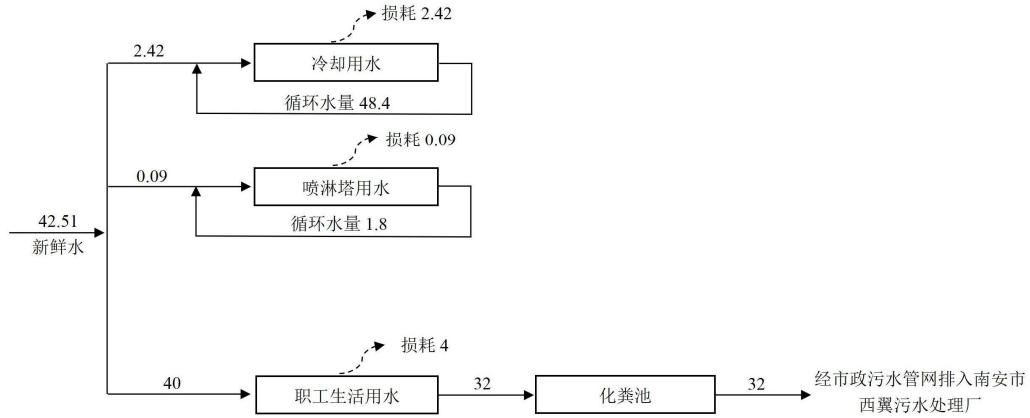 损耗 2.42
2.42
冷却用水
循环水量 48.4
损耗 0.09
0.09
喷淋塔用水
循环水量 1.8
42.51
新鲜水
损耗 4
40
职工生活用水
32
化粪池
32
经市政污水管网排入南安市
西翼污水处理厂